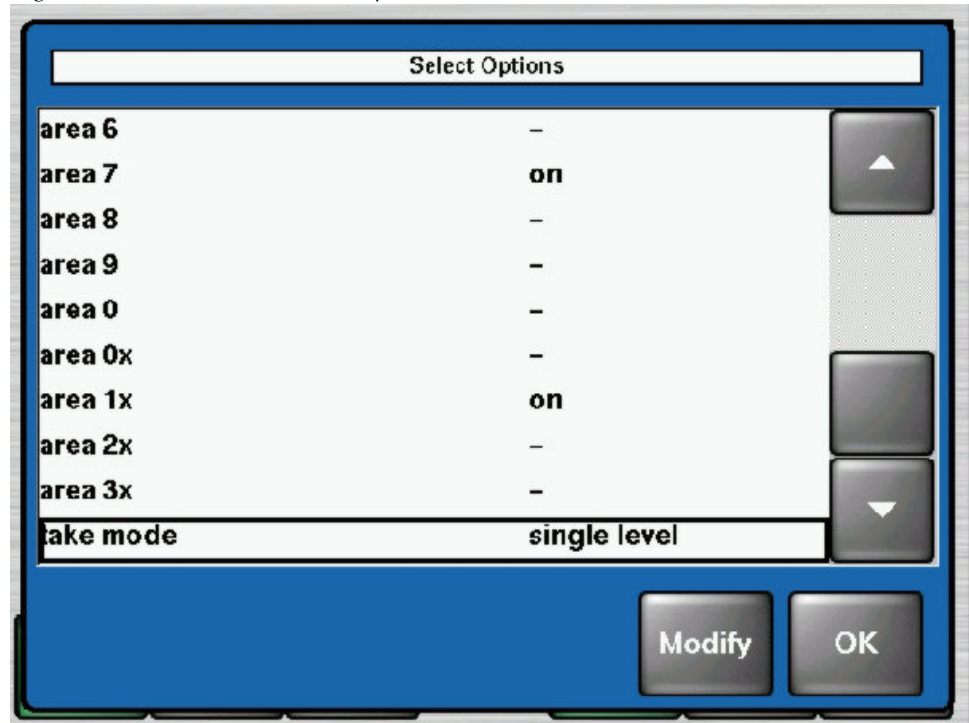 Select Options
area 6 –
area 7 on
area 8 –
area 9 –
area 0 –
area 0x –
area 1x on
area 2x –
area 3x –
take mode single level
Modify OK